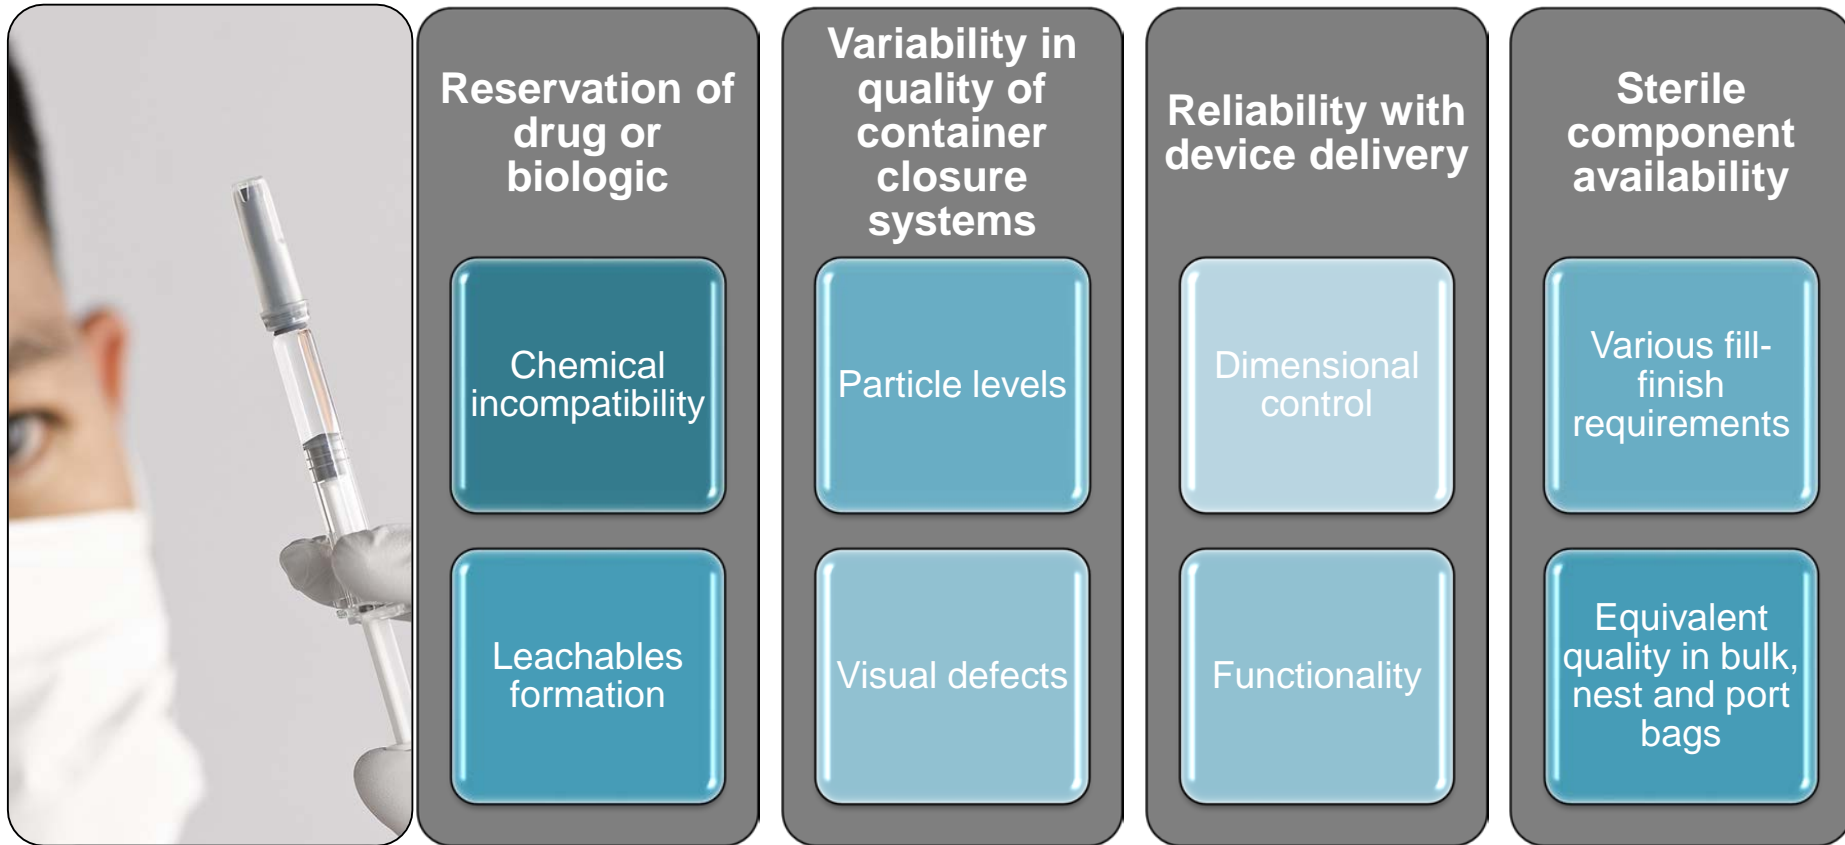 Reservation of
drug or
biologic
Chemical
incompatibility
Leachables
formation
Variability in
quality of
container
closure
systems
Particle levels
Visual defects
Reliability with
device delivery
Dimensional
control
Functionality
Sterile
component
availability
Various fill-
finish
requirements
Equivalent
quality in bulk,
nest and port
bags